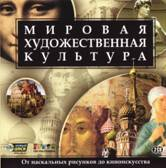 МИРОВАЯ
ХУДОЖЕСТВЕННАЯ
КУЛЬТУРА
От наскальных рисунков до киноискусства